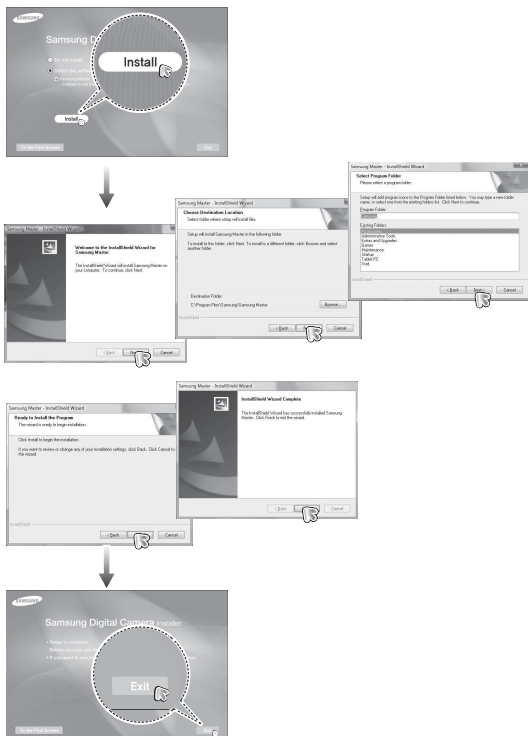 SAMSUNG
Samsung D
Do not install
Install
Install
To the First Screen
Exit
Samsung Master - InstallShield Wizard
Welcome to the InstallShield Wizard for
Samsung Master
The InstallShield Wizard will install Samsung Master on
your computer. To continue, click Next.
< Back
Cancel
Samsung Master - InstallShield Wizard
Choose Destination Location
Select folder where setup will install files.
Setup will install Samsung Master in the following folder.
To install to this folder, click Next. To install to a different folder, click Browse and select
another folder.
Destination Folder
C:\Program Files\Samsung\Samsung Master
Browse...
InstallShield
< Back
Cancel
Samsung Master - InstallShield Wizard
Select Program Folder
Please select a program folder.
Setup will add program icons to the Program Folder listed below. You may type a new folder
name, or select one from the existing folders list. Click Next to continue.
Program Folder:
Existing Folders:
Administrative Tools
Extras and Upgrades
Games
Maintenance
Startup
Tablet PC
InstallShield
< Back
Next >
Cancel
Samsung Master - InstallShield Wizard
Ready to Install the Program
The wizard is ready to begin installation.
Click Install to begin the installation.
If you want to review or change any of your installation settings, click Back. Click Cancel to
the wizard.
InstallShield
< Back
Cancel
Samsung Master - InstallShield Wizard
InstallShield Wizard Complete
The InstallShield Wizard has successfully installed Samsung
Master. Click Finish to exit the wizard.
< Back
Cancel
SAMSUNG
Samsung Digital Camera Installer
Setup is complete.
Exit
To the First Screen